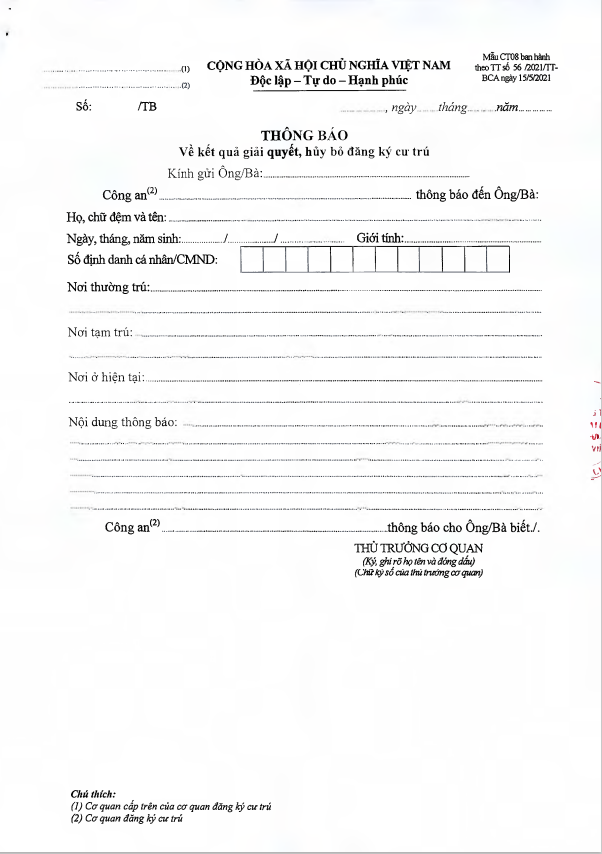 Mẫu CT08 ban hành
theo TT số 56 /2021/TT-
BCA ngày 15/5/2021
....................(1)
....................(2)
CỘNG HÒA XÃ HỘI CHỦ NGHĨA VIỆT NAM
Độc lập – Tự do – Hạnh phúc
Số: /TB
............, ngày......tháng........năm............
THÔNG BÁO
Về kết quả giải quyết, hủy bỏ đăng ký cư trú
Kính gửi Ông/Bà:....................
Công an(2)....................thông báo đến Ông/Bà:
Họ, chữ đệm và tên:....................
Ngày, tháng, năm sinh:............/............/.................... Giới tính:....................
Số định danh cá nhân/CMND:
Nơi thường trú:....................
Nơi tạm trú:....................
Nơi ở hiện tại:....................
Nội dung thông báo:....................
Công an(2)....................thông báo cho Ông/Bà biết./.
THỦ TRƯỞNG CƠ QUAN
(Ký, ghi rõ họ tên và đóng dấu)
(Chữ ký số của thủ trưởng cơ quan)
Chú thích:
(1) Cơ quan cấp trên của cơ quan đăng ký cư trú
(2) Cơ quan đăng ký cư trú